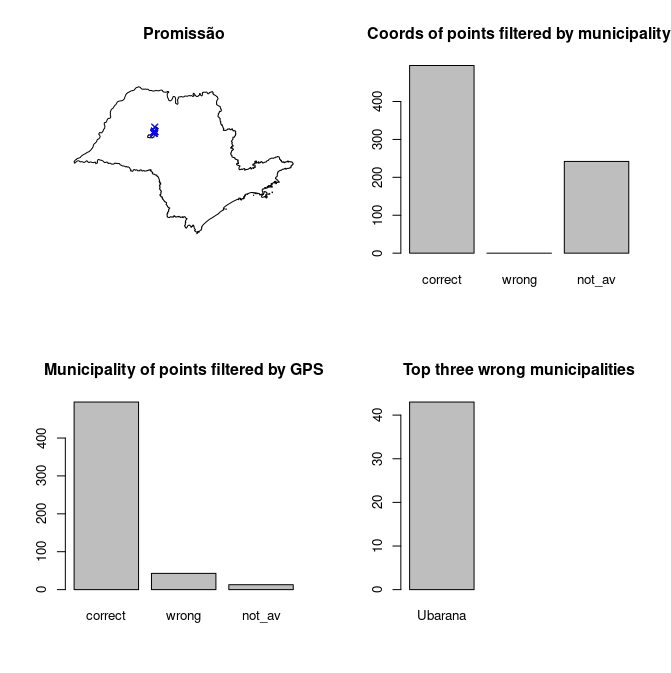 Promissão
Coords of points filtered by municipality
400
300
200
100
0
correct wrong not_av
Municipality of points filtered by GPS
400
300
200
100
0
correct wrong not_av
Top three wrong municipalities
40
30
20
10
0
Ubarana